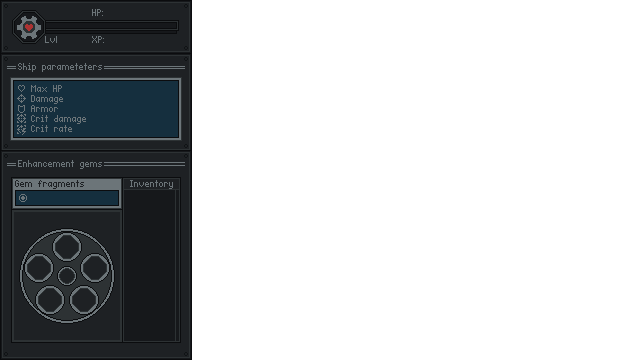 HP:
Lvl XP:
Ship parameteters
Max HP
Damage
Armor
Crit damage
Crit rate
Enhancement gems
Gem fragments
Inventory